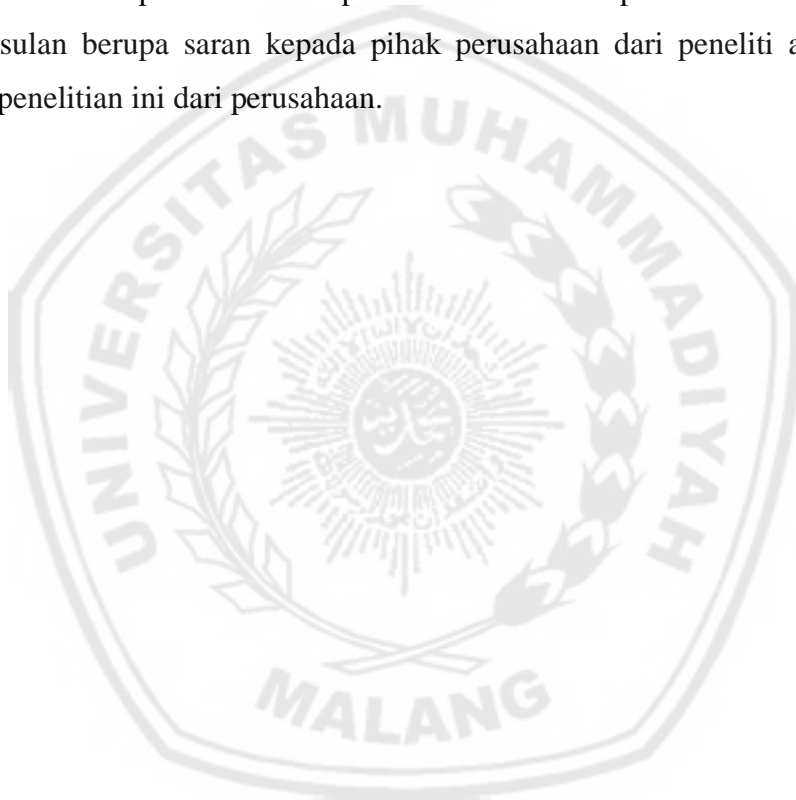 sulan berupa saran kepada pihak perusahaan dari peneliti a
penelitian ini dari perusahaan.
UNIVERSITAS MUHAMMADIYAH
MALANG